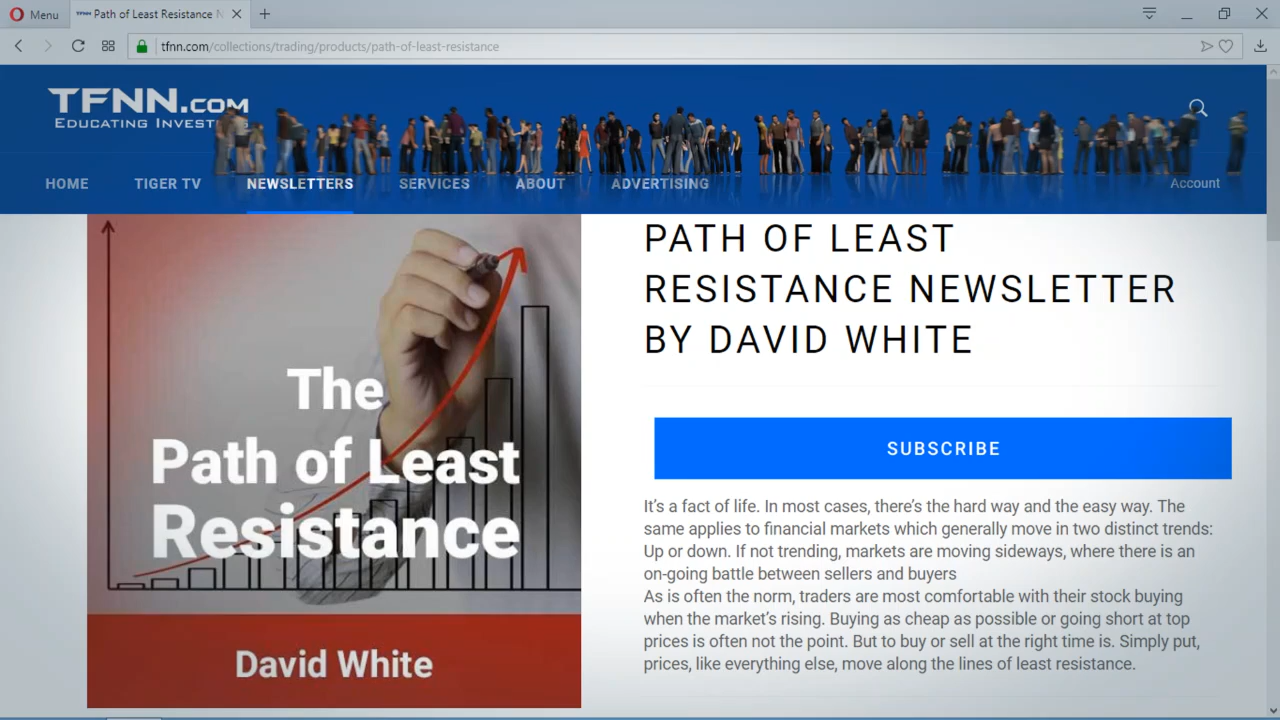 Menu
Path of Least Resistance N
tfnn.com/collections/trading/products/path-of-least-resistance
TFNN.COM
EDUCATING INVESTORS
HOME
TIGER TV
NEWSLETTERS
SERVICES
ABOUT
ADVERTISING
Account
The
Path of Least
Resistance
David White
PATH OF LEAST
RESISTANCE NEWSLETTER
BY DAVID WHITE
SUBSCRIBE
It’s a fact of life. In most cases, there’s the hard way and the easy way. The
same applies to financial markets which generally move in two distinct trends:
Up or down. If not trending, markets are moving sideways, where there is an
on-going battle between sellers and buyers
As is often the norm, traders are most comfortable with their stock buying
when the market’s rising. Buying as cheap as possible or going short at top
prices is often not the point. But to buy or sell at the right time is. Simply put,
prices, like everything else, move along the lines of least resistance.